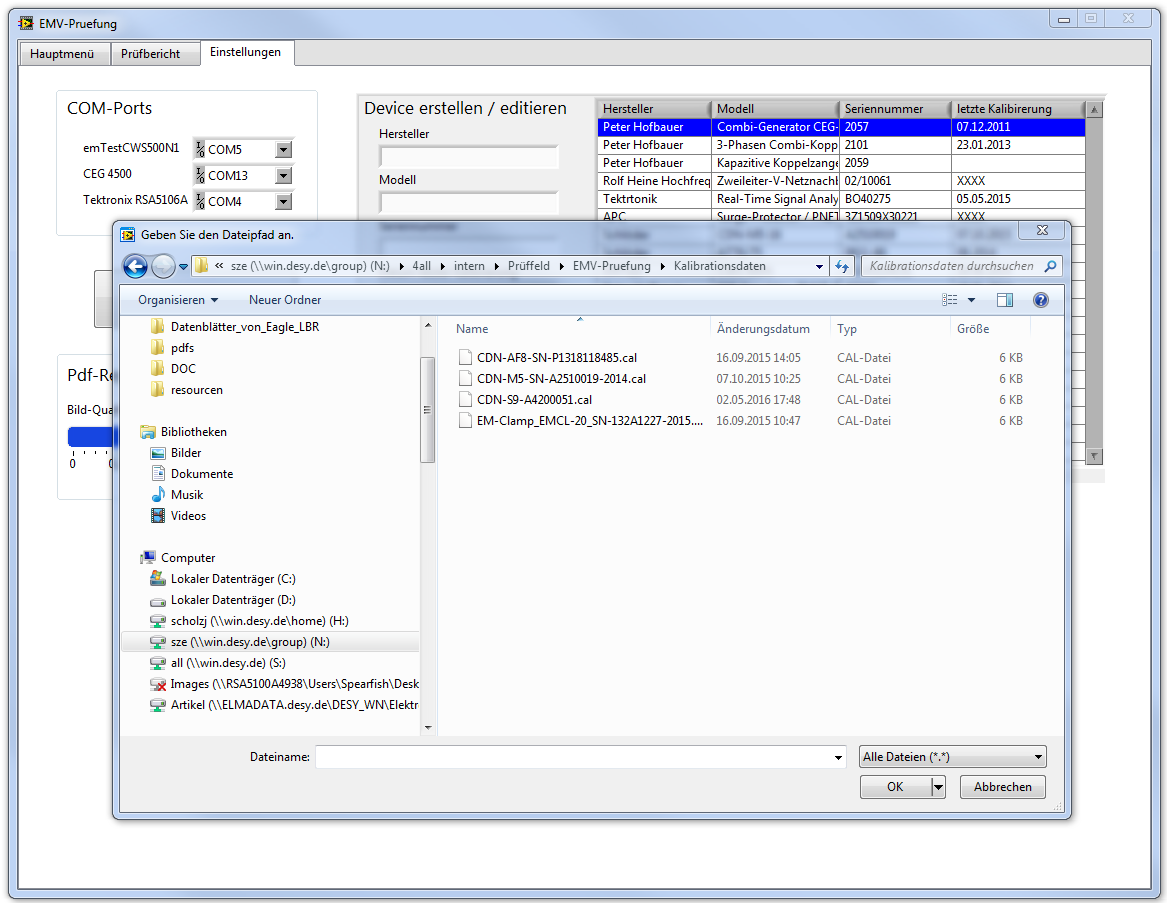 EMV-Pruefung
Hauptmenü Prüfbericht Einstellungen
COM-Ports
emTestCWS500N1 COM5
CEG 4500 COM13
Tektronix RSA5106A COM4
Device erstellen / editieren
Hersteller
Modell
Hersteller Modell Seriennummer letzte Kalibrierung
Peter Hofbauer Combi-Generator CEG- 2057 07.12.2011
Peter Hofbauer 3-Phasen Combi-Kopp 2101 23.01.2013
Peter Hofbauer Kapazitive Koppelzange 2059
Rolf Heine Hochfreq Zweileiter-V-Netznachb 02/10061 XXXX
Tektrtonik Real-Time Signal Analy BO40275 05.05.2015
APC Surge-Protector / PNET 3Z1509X30221 XXXX
Pdf-Re
Bild-Qua
0
Geben Sie den Dateipfad an.
« sze (\\win.desy.de\group) (N:) 4all intern Prüffeld EMV-Pruefung Kalibrationsdaten
Kalibrationsdaten durchsuchen
Organisieren Neuer Ordner
Datenblätter_von_Eagle_LBR
pdfs
DOC
resourcen
Bibliotheken
Bilder
Dokumente
Musik
Videos
Computer
Lokaler Datenträger (C:)
Lokaler Datenträger (D:)
scholzj (\\win.desy.de\home) (H:)
sze (\\win.desy.de\group) (N:)
all (\\win.desy.de) (S:)
Images (\\RSA5100A4938\Users\Spearfish\Desk
Artikel (\\ELMADATA.desy.de\DESY_WN\Elektr
Name Änderungsdatum Typ Größe
CDN-AF8-SN-P1318118485.cal 16.09.2015 14:05 CAL-Datei 6 KB
CDN-M5-SN-A2510019-2014.cal 07.10.2015 10:25 CAL-Datei 6 KB
CDN-S9-A4200051.cal 02.05.2016 17:48 CAL-Datei 6 KB
EM-Clamp_EMCL-20_SN-132A1227-2015.... 16.09.2015 10:47 CAL-Datei 6 KB
Dateiname:
Alle Dateien (*.*)
OK Abbrechen